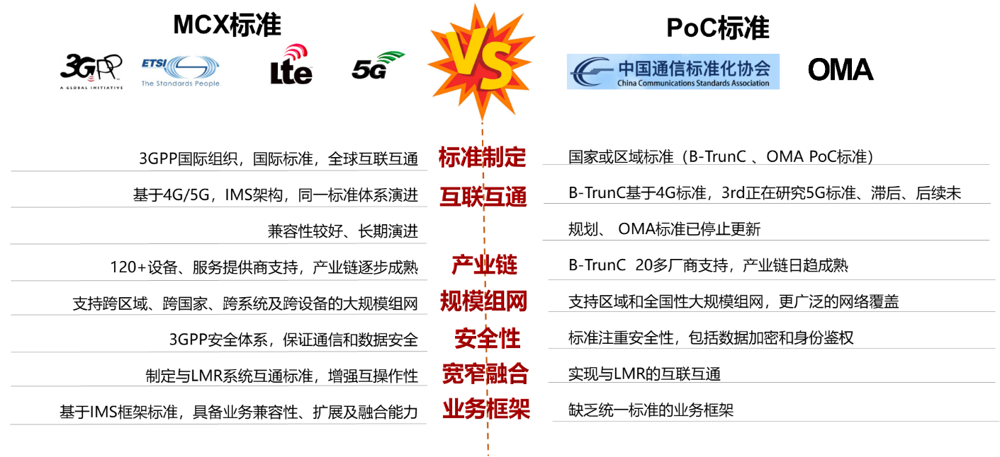 MCX标准
VS
PoC标准
3GPP
A GLOBAL INITIATIVE
ETSI
The Standards People
Lte
5G
中国通信标准化协会
China Communications Standards Association
OMA
3GPP国际组织，国际标准，全球互联互通
标准制定
国家或区域标准（B-TrunC 、OMA PoC标准）
基于4G/5G，IMS架构，同一标准体系演进
互联互通
B-TrunC基于4G标准，3rd正在研究5G标准、滞后、后续未
兼容性较好、长期演进
规划、 OMA标准已停止更新
120+设备、服务提供商支持，产业链逐步成熟
产业链
B-TrunC 20多厂商支持，产业链日趋成熟
支持跨区域、跨国家、跨系统及跨设备的大规模组网
规模组网
支持区域和全国性大规模组网，更广泛的网络覆盖
3GPP安全体系，保证通信和数据安全
安全性
标准注重安全性，包括数据加密和身份鉴权
制定与LMR系统互通标准，增强互操作性
宽窄融合
实现与LMR的互联互通
基于IMS框架标准，具备业务兼容性、扩展及融合能力
业务框架
缺乏统一标准的业务框架